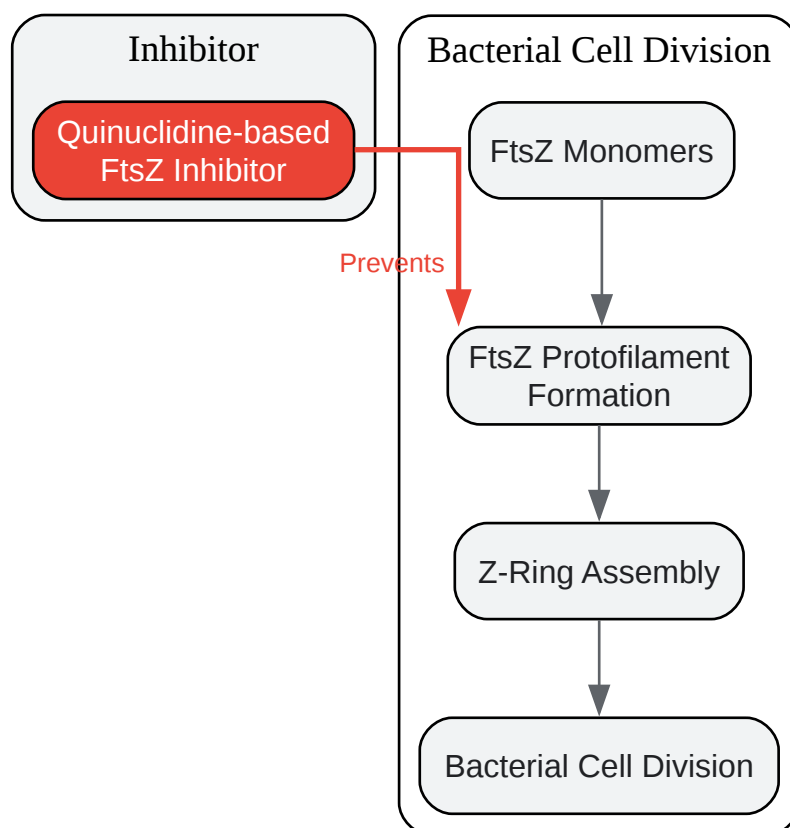 Inhibitor
Quinuclidine-based
FtsZ Inhibitor
Prevents
Bacterial Cell Division
FtsZ Monomers
FtsZ Protofilament
Formation
Z-Ring Assembly
Bacterial Cell Division